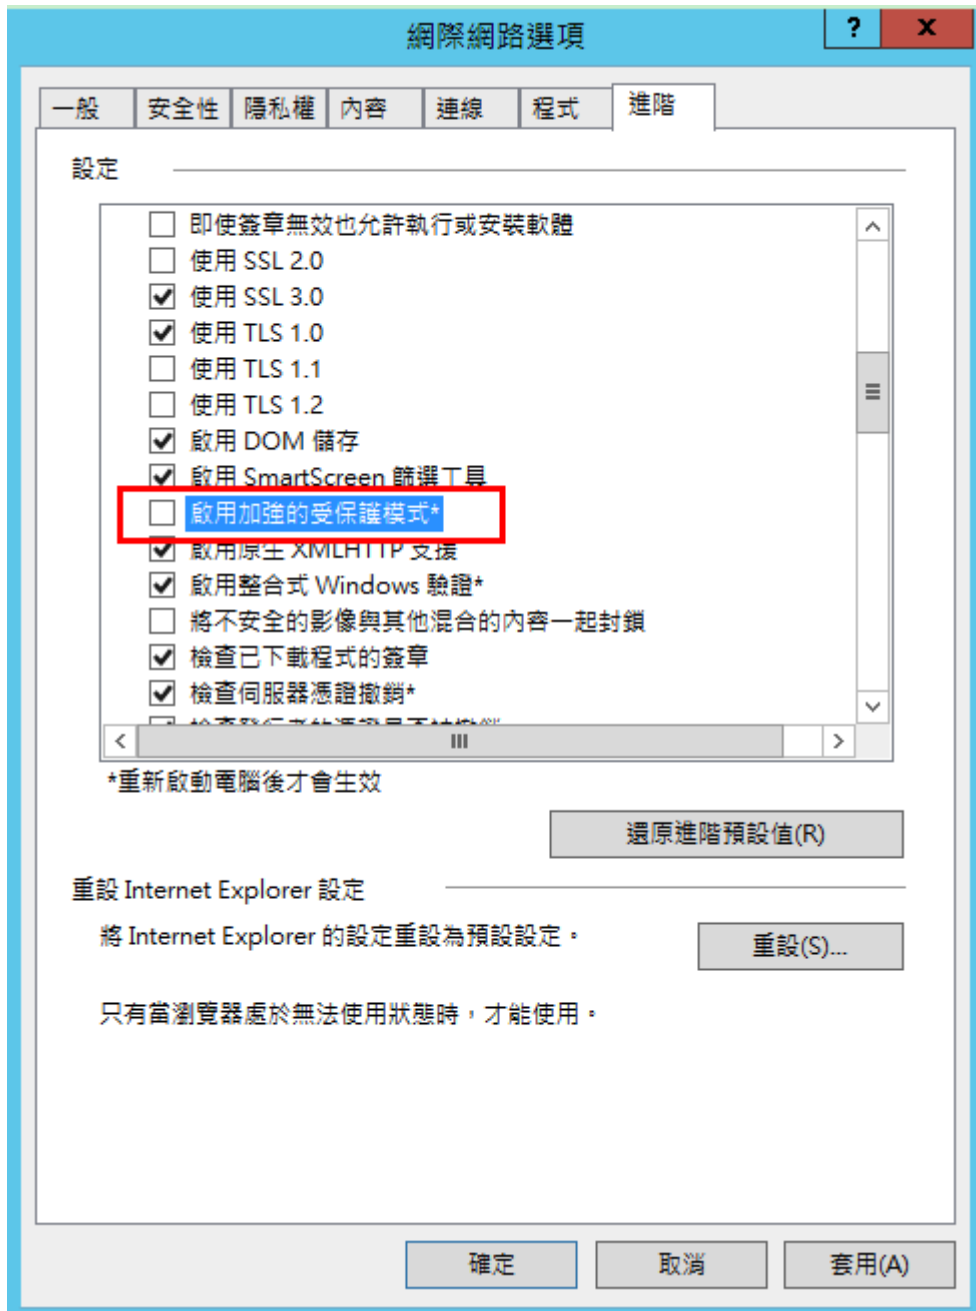 網際網路選項
?
x
一般
安全性
隱私權
內容
連線
程式
進階
設定
即使簽章無效也允許執行或安裝軟體
使用 SSL 2.0
使用 SSL 3.0
使用 TLS 1.0
使用 TLS 1.1
使用 TLS 1.2
啟用 DOM 儲存
啟用 SmartScreen 篩選工具
啟用加強的受保護模式*
啟用原生 XMLHTTP 支援
啟用整合式 Windows 驗證*
將不安全的影像與其他混合的內容一起封鎖
檢查已下載程式的簽章
檢查伺服器憑證撤銷*
*重新啟動電腦後才會生效
還原進階預設值(R)
重設 Internet Explorer 設定
將 Internet Explorer 的設定重設為預設設定。
重設(S)...
只有當瀏覽器處於無法使用狀態時，才能使用。
確定
取消
套用(A)